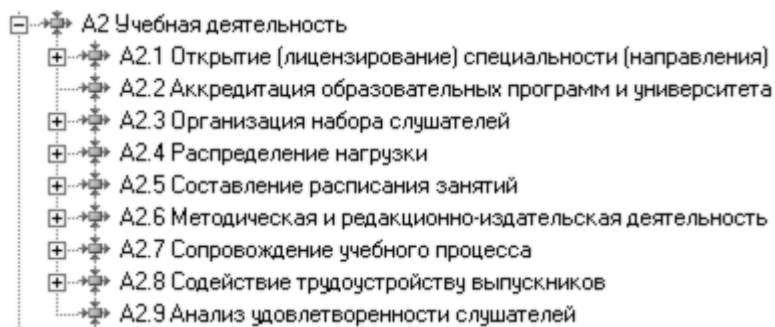 А2 Учебная деятельность
А2.1 Открытие (лицензирование) специальности (направления)
А2.2 Аккредитация образовательных программ и университета
А2.3 Организация набора слушателей
А2.4 Распределение нагрузки
А2.5 Составление расписания занятий
А2.6 Методическая и редакционно-издательская деятельность
А2.7 Сопровождение учебного процесса
А2.8 Содействие трудоустройству выпускников
А2.9 Анализ удовлетворенности слушателей